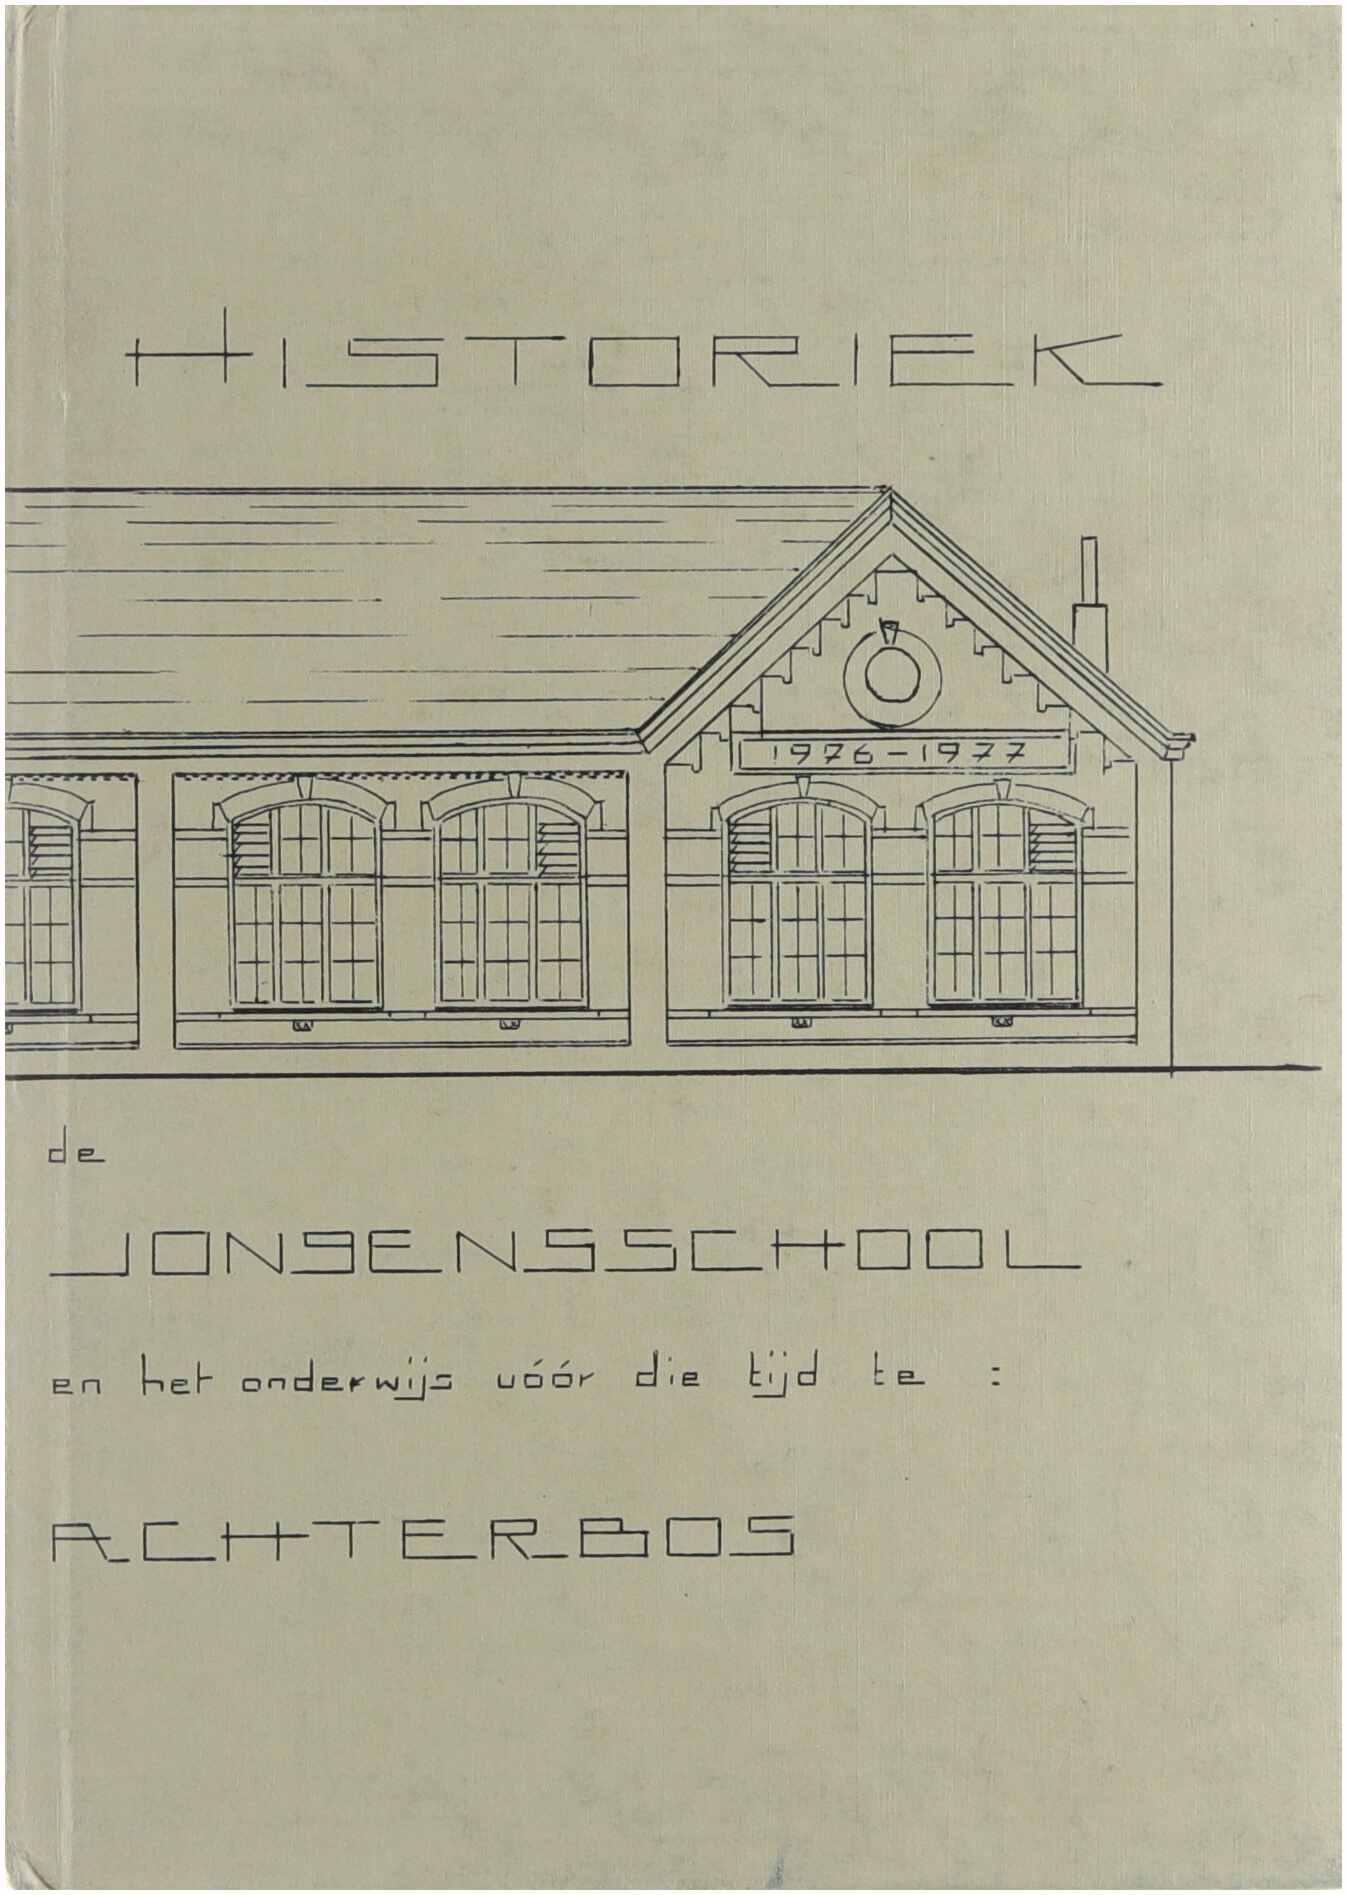 HISTORIEK
1976-1977
de
JONGENSSCHOOL
en het onderwijs vóór die tijd te :
ACHTERBOS